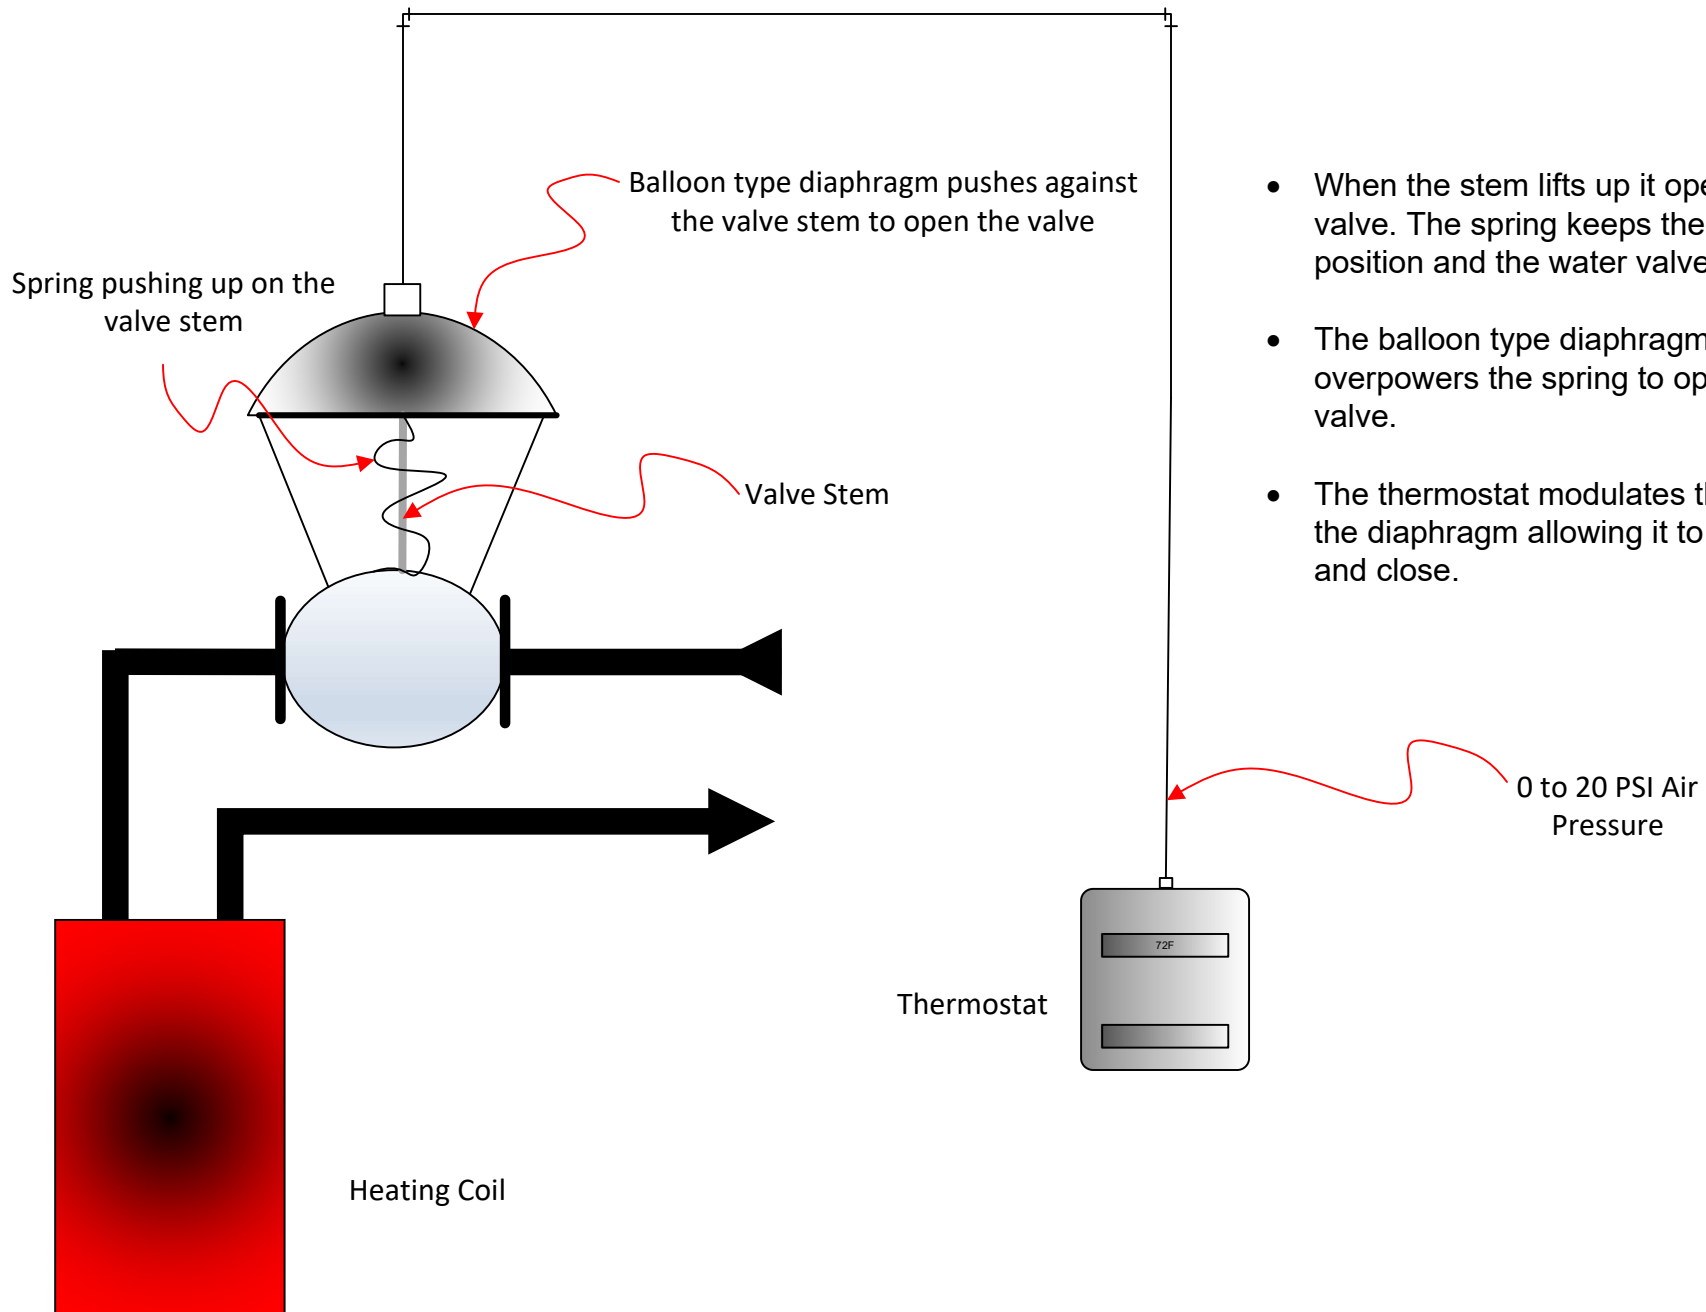 Balloon type diaphragm pushes against
the valve stem to open the valve
Spring pushing up on the
valve stem
Valve Stem
• When the stem lifts up it ope
valve. The spring keeps the
position and the water valve
• The balloon type diaphragm
overpowers the spring to op
valve.
• The thermostat modulates th
the diaphragm allowing it to
and close.
0 to 20 PSI Air
Pressure
72F
Thermostat
Heating Coil